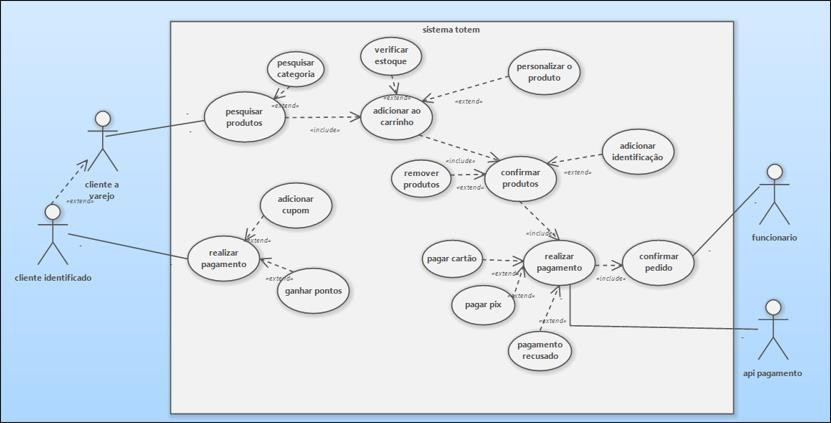 sistema totem
pesquisar
categoria
verificar
estoque
personalizar o
produto
«extend»
«extend»
«extend»
pesquisar
produtos
«include»
adicionar ao
carrinho
«include»
adicionar
identificação
«extend»
remover
produtos
«extend»
confirmar
produtos
cliente a
varejo
«extend»
cliente identificado
adicionar
cupom
«extend»
realizar
pagamento
«extend»
ganhar pontos
«include»
pagar cartão
«extend»
realizar
pagamento
«include»
confirmar
pedido
funcionario
pagar pix
«extend»
«extend»
pagamento
recusado
api pagamento